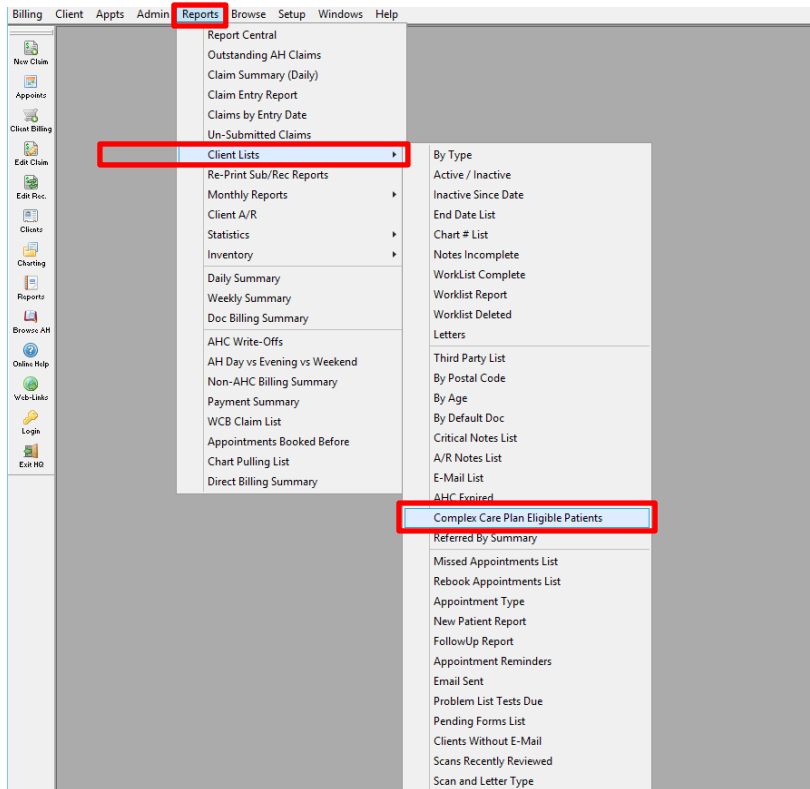 Billing Client Appts Admin Reports Browse Setup Windows Help
New Claim
Appoints
Client Billing
Edit Claim
Edit Rec.
Clients
Charting
Reports
Browse AH
Online Help
Web-Links
Login
Exit HQ
Report Central
Outstanding AH Claims
Claim Summary (Daily)
Claim Entry Report
Claims by Entry Date
Un-Submitted Claims
Client Lists
Re-Print Sub/Rec Reports
Monthly Reports
Client A/R
Statistics
Inventory
Daily Summary
Weekly Summary
Doc Billing Summary
AHC Write-Offs
AH Day vs Evening vs Weekend
Non-AHC Billing Summary
Payment Summary
WCB Claim List
Appointments Booked Before
Chart Pulling List
Direct Billing Summary
By Type
Active / Inactive
Inactive Since Date
End Date List
Chart # List
Notes Incomplete
WorkList Complete
Worklist Report
Worklist Deleted
Letters
Third Party List
By Postal Code
By Age
By Default Doc
Critical Notes List
A/R Notes List
E-Mail List
AHC Expired
Complex Care Plan Eligible Patients
Referred By Summary
Missed Appointments List
Rebook Appointments List
Appointment Type
New Patient Report
FollowUp Report
Appointment Reminders
Email Sent
Problem List Tests Due
Pending Forms List
Clients Without E-Mail
Scans Recently Reviewed
Scan and Letter Type